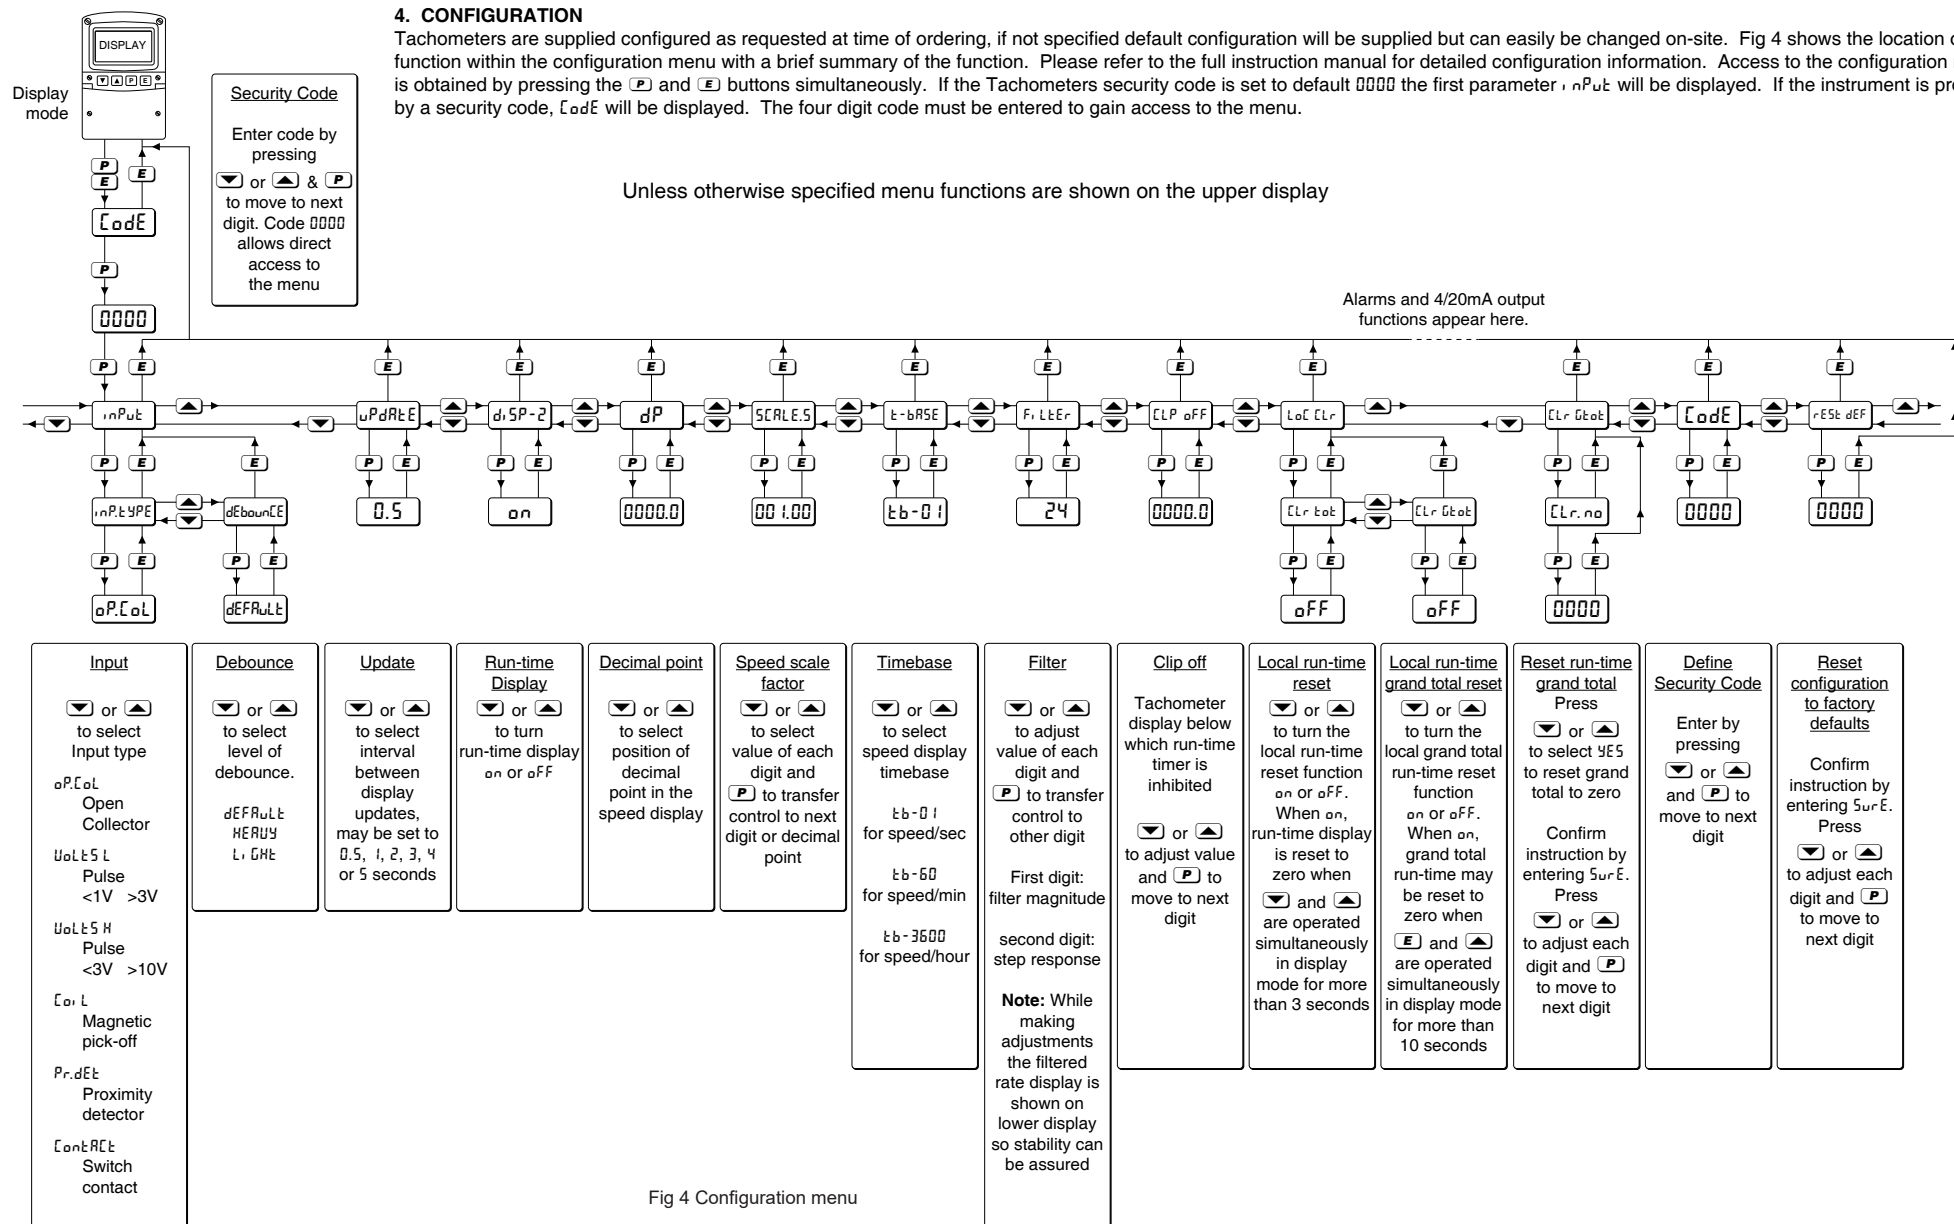 4. CONFIGURATION
Tachometers are supplied configured as requested at time of ordering, if not specified default configuration will be supplied but can easily be changed on-site. Fig 4 shows the location
function within the configuration menu with a brief summary of the function. Please refer to the full instruction manual for detailed configuration information. Access to the configuration
is obtained by pressing the P and E buttons simultaneously. If the Tachometers security code is set to default 0000 the first parameter inPut will be displayed. If the instrument is
by a security code, CodE will be displayed. The four digit code must be entered to gain access to the menu.
Unless otherwise specified menu functions are shown on the upper display
DISPLAY
P E
Display
mode
Security Code
Enter code by
pressing
▼ or ▲ & P
to move to next
digit. Code 0000
allows direct
access to
the menu
P
E
E
CodE
P
0000
Alarms and 4/20mA output
functions appear here.
P E E E E E E E E E E E E
inPut uPdAtE diSP-2 dP SCALE.S t-bASE FiLtEr CLP oFF LoC CLr CLr Gtot CodE rESt dEF
P E E P E P E P E P E P E P E P E P E E P E P E P E
inP.tYPE dEbounCE 0.5 on 0000.0 001.00 tb-01 24 0000.0 CLr tot CLr Gtot CLr.no 0000 0000
P E P E P E P E P E
oP.CoL dEFAuLt oFF oFF 0000
Input
▼ or ▲
to select
Input type
oP.CoL
Open
Collector
VoLtS L
Pulse
<1V >3V
VoLtS H
Pulse
<3V >10V
CoiL
Magnetic
pick-off
Pr.dEt
Proximity
detector
ContACt
Switch
contact
Debounce
▼ or ▲
to select
level of
debounce.
dEFAuLt
HEAVY
LiGHt
Update
▼ or ▲
to select
interval
between
display
updates,
may be set to
0.5, 1, 2, 3, 4
or 5 seconds
Run-time
Display
▼ or ▲
to turn
run-time display
on or oFF
Decimal point
▼ or ▲
to select
position of
decimal
point in the
speed display
Speed scale
factor
▼ or ▲
to select
value of each
digit and
P to transfer
control to next
digit or decimal
point
Timebase
▼ or ▲
to select
speed display
timebase
tb-01
for speed/sec
tb-60
for speed/min
tb-3600
for speed/hour
Filter
▼ or ▲
to adjust
value of each
digit and
P to transfer
control to
other digit
First digit:
filter magnitude
second digit:
step response
Note: While
making
adjustments
the filtered
rate display is
shown on
lower display
so stability can
be assured
Clip off
Tachometer
display below
which run-time
timer is
inhibited
▼ or ▲
to adjust value
and P to
move to next
digit
Local run-time
reset
▼ or ▲
to turn the
local run-time
reset function
on or oFF.
When on,
run-time display
is reset to
zero when
▼ and ▲
are operated
simultaneously
in display
mode for more
than 3 seconds
Local run-time
grand total reset
▼ or ▲
to turn the
local grand total
run-time reset
function
on or oFF.
When on,
grand total
run-time may
be reset to
zero when
E and ▲
are operated
simultaneously
in display mode
for more than
10 seconds
Reset run-time
grand total
Press
▼ or ▲
to select YES
to reset grand
total to zero
Confirm
instruction by
entering SurE.
Press
▼ or ▲
to adjust each
digit and P
to move to
next digit
Define
Security Code
Enter by
pressing
▼ or ▲
and P to
move to next
digit
Reset
configuration
to factory
defaults
Confirm
instruction by
entering SurE.
Press
▼ or ▲
to adjust each
digit and P
to move to
next digit
Fig 4 Configuration menu